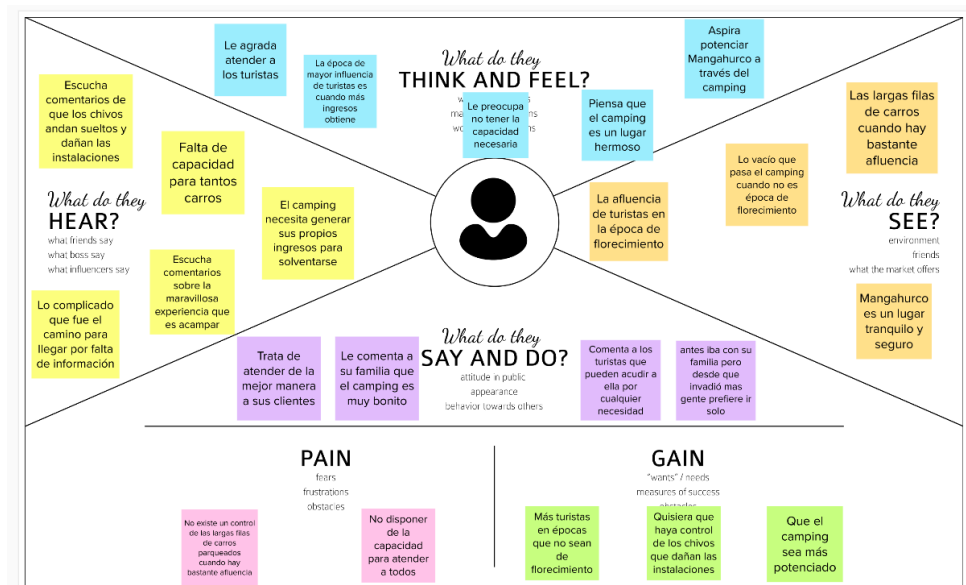 Le agrada
atender a
los turistas
La época de
mayor influencia
de turistas es
cuando más
ingresos
obtiene
What do they
THINK AND FEEL?
Le preocupa
no tener la
capacidad
necesaria
Piensa que
el camping
es un lugar
hermoso
Aspira
potenciar
Mangahurco a
través del
camping
Escucha
comentarios de
que los chivo
andan sueltos y
dañan las
instalaciones
Falta de
capacidad
para tantos
carros
El camping
necesita generar
sus propios
ingresos para
solventarse
What do they
HEAR?
what friends say
what boss say
what influencers say
Escucha
comentarios
sobre la
maravillosa
experiencia que
es acampar
Lo complicado
que fue el
camino para
llegar por falta
de información
Las largas filas
de carros
cuando hay
bastante
afluencia
Lo vacío que
pasa el camping
cuando no es
época de
florecimiento
La afluencia
de turistas en
la época de
florecimiento
What do they
SEE?
environment
friends
what the market offers
Mangahurco
es un lugar
tranquilo y
seguro
What do they
SAY AND DO?
attitude in public
appearance
behavior towards others
Trata de
atender de la
mejor manera
a sus clientes
Le comenta a
su familia que
el camping es
muy bonito
Comenta a los
turistas que
pueden acudir a
ella por
cualquier
necesidad
antes iba con su
familia pero
desde que
invadió mas
gente prefiere ir
solo
PAIN
fears
frustrations
obstacles
No existe un control
de las largas filas
de carros
parqueados
cuando hay
bastante afluencia
No disponer
de la
capacidad
para atender
a todos
GAIN
"wants" / needs
measures of success
Más turistas
en épocas
que no sean
de
florecimiento
Quisiera que
haya control
de los chivos
que dañan las
instalaciones
Que el
camping
sea más
potenciado